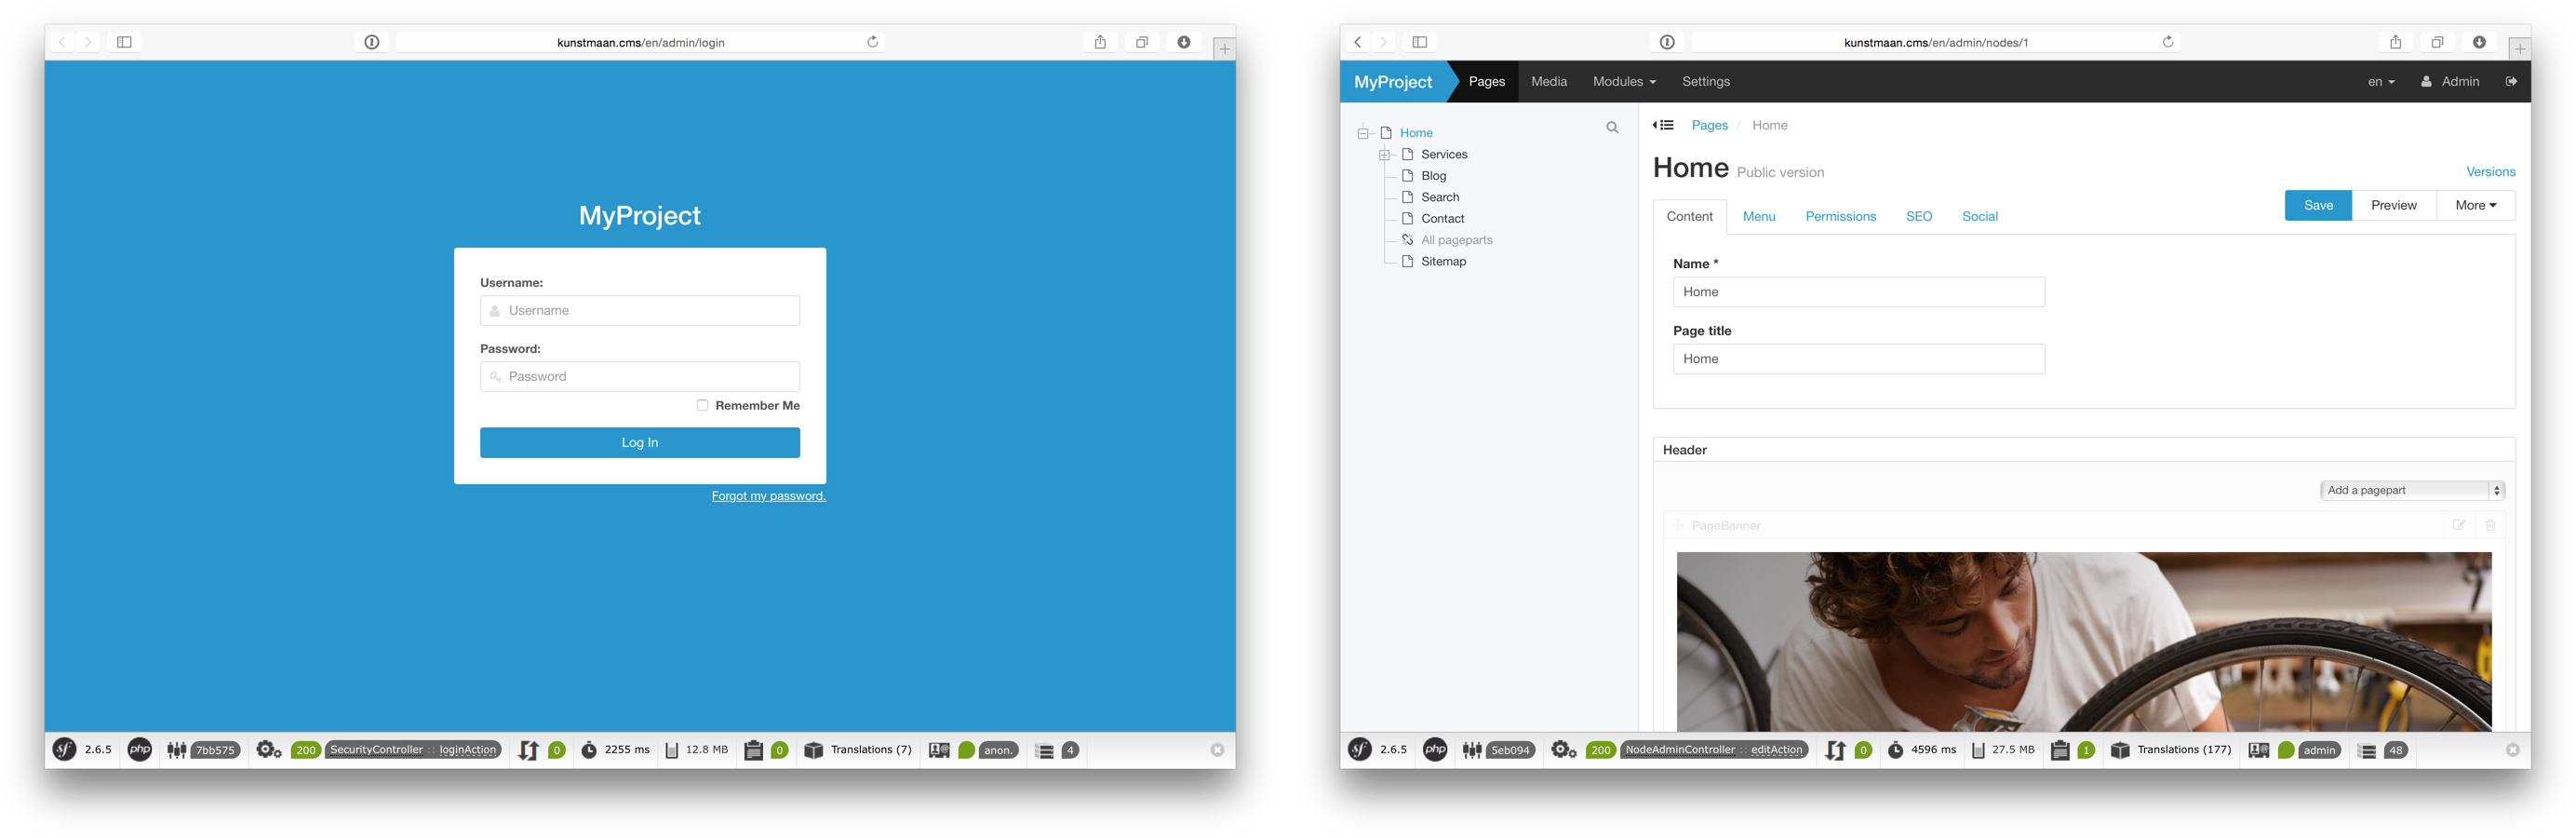 kunstmaan.cms/en/admin/login
MyProject
Username:
Username
Password:
Password
Remember Me
Log In
Forgot my password.
sf 2.6.5 php 7bb575 200 SecurityController :: loginAction 0 2255 ms 12.8 MB 0 Translations (7) anon. 4
kunstmaan.cms/en/admin/nodes/1
MyProject Pages Media Modules Settings en Admin
Home
Services
Blog
Search
Contact
All pageparts
Sitemap
Pages / Home
Home Public version
Versions
Content Menu Permissions SEO Social
Save Preview More
Name *
Home
Page title
Home
Header
Add a pagepart
PageBanner
sf 2.6.5 php 5eb094 200 NodeAdminController :: editAction 0 4596 ms 27.5 MB 1 Translations (177) admin 48